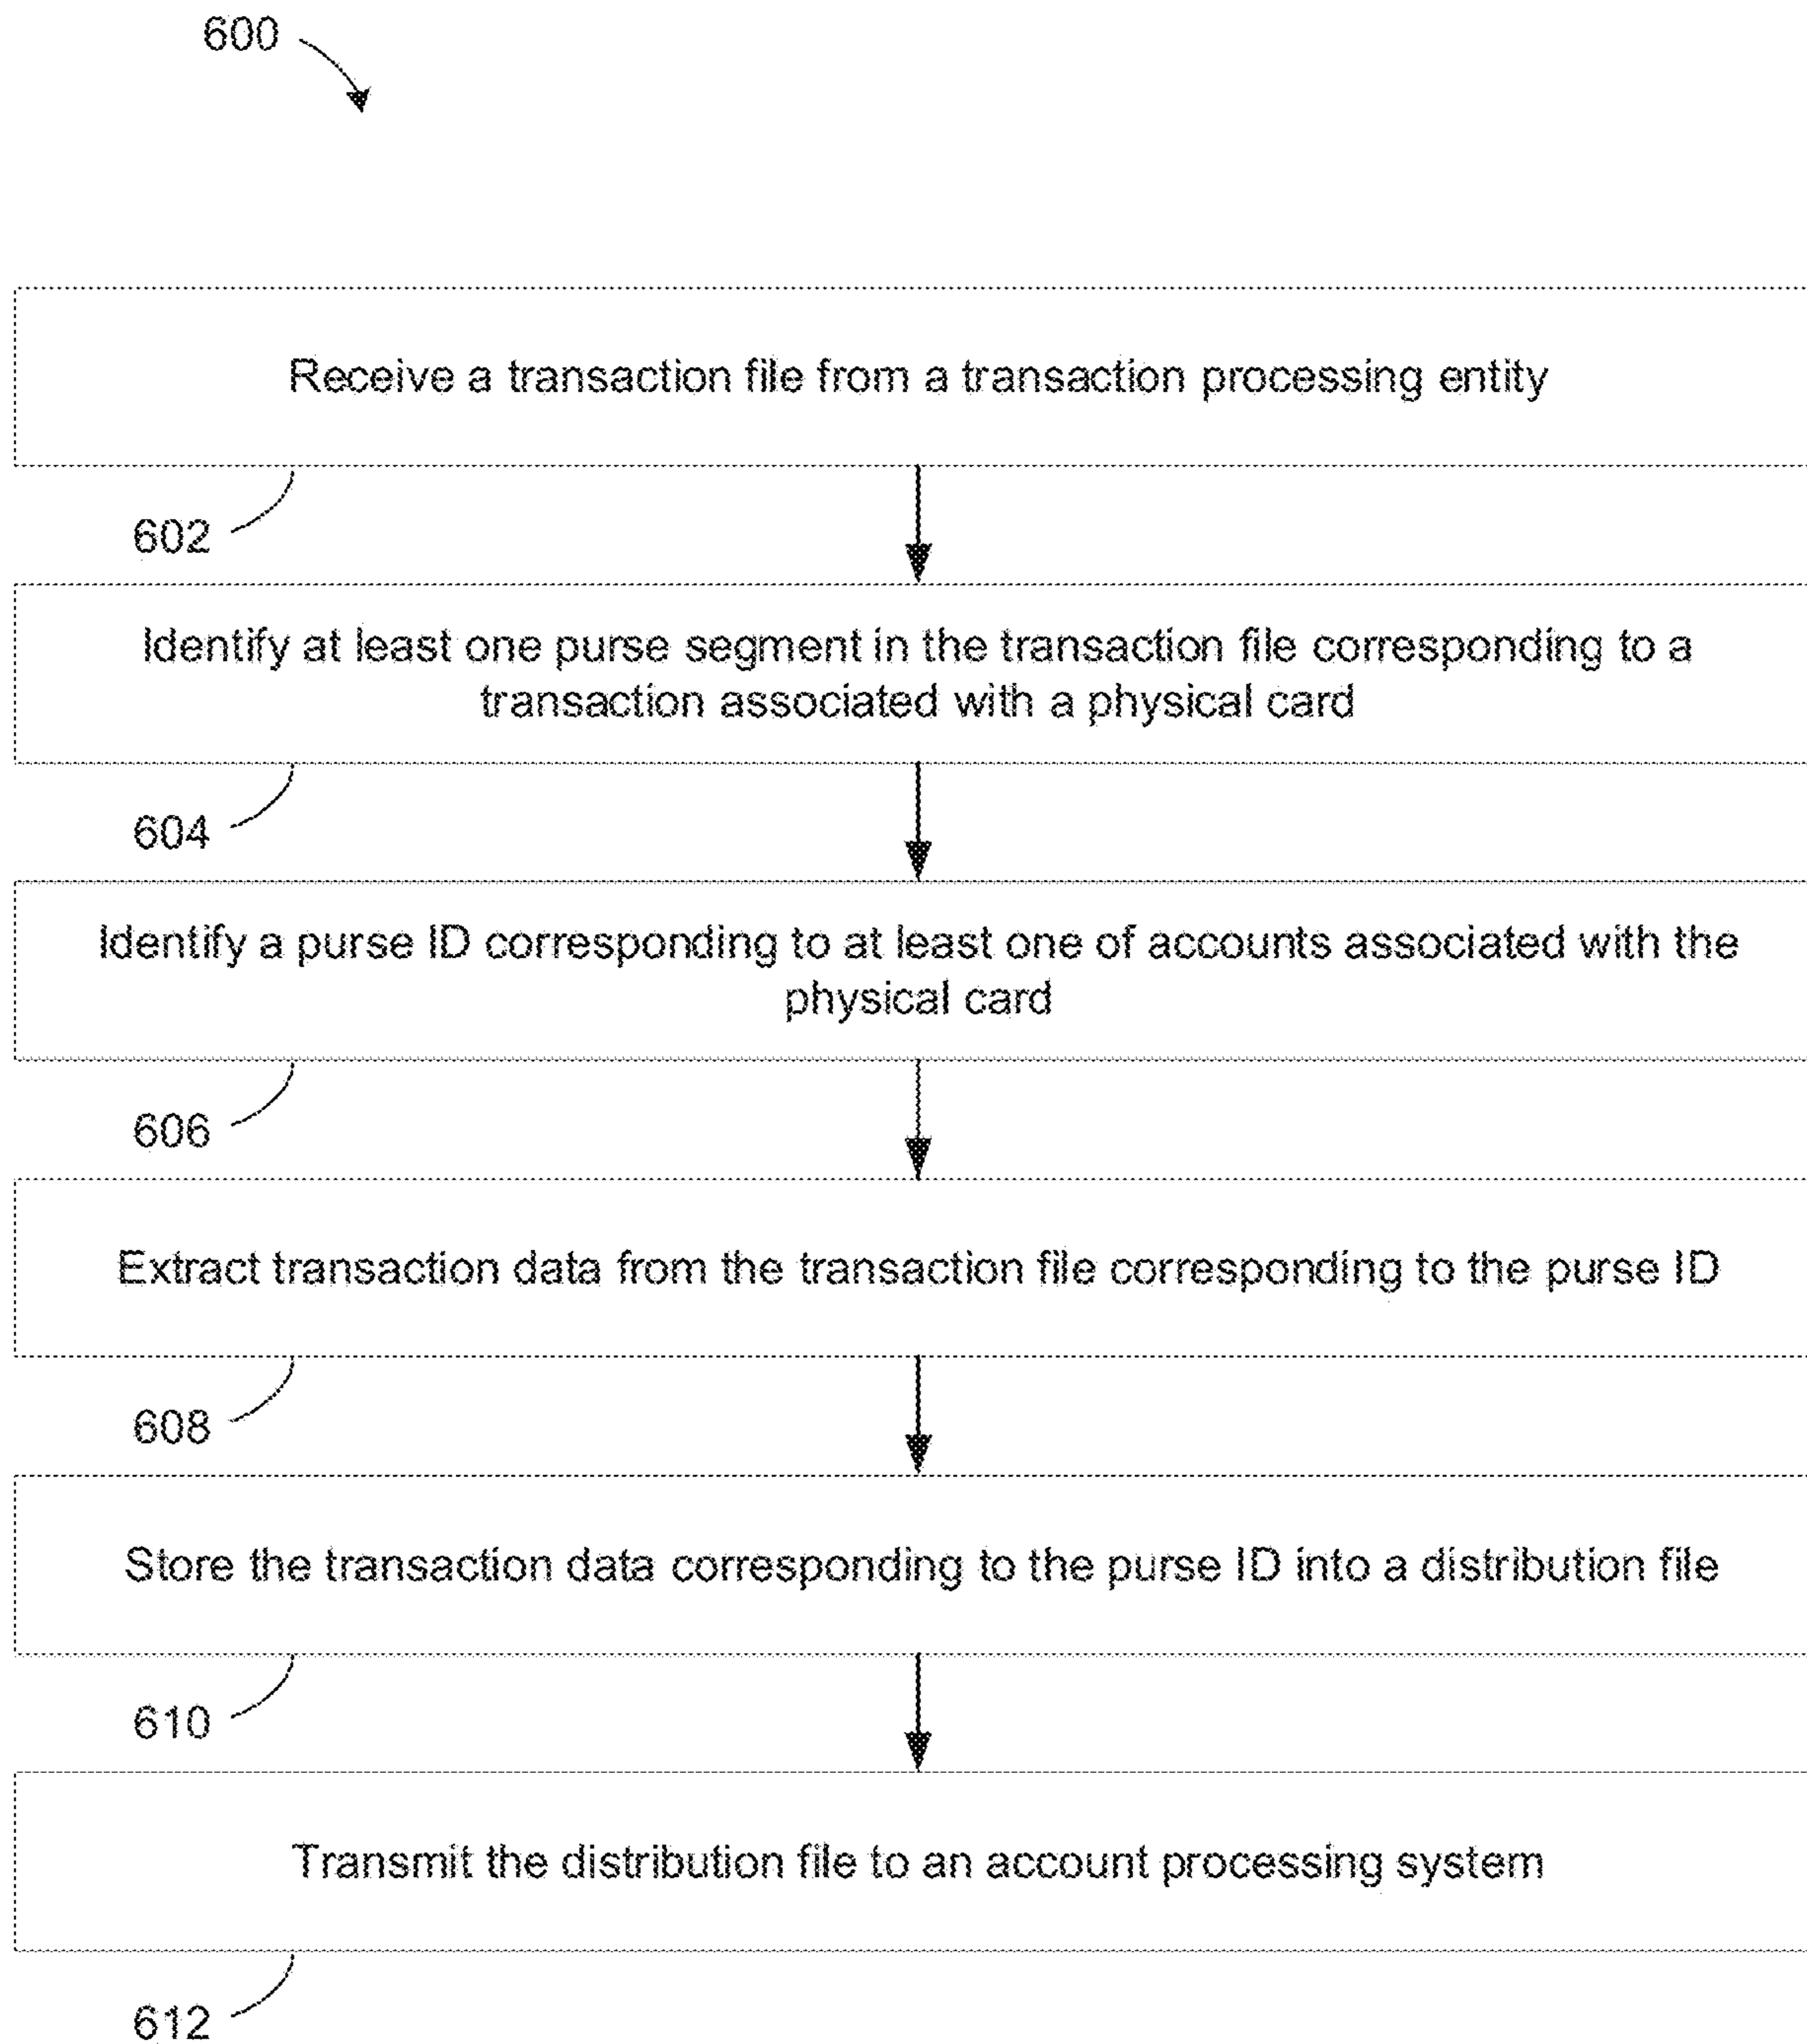 600
Receive a transaction file from a transaction processing entity
602
Identify at least one purse segment in the transaction file corresponding to a
transaction associated with a physical card
604
Identify a purse ID corresponding to at least one of accounts associated with the
physical card
606
Extract transaction data from the transaction file corresponding to the purse ID
608
Store the transaction data corresponding to the purse ID into a distribution file
610
Transmit the distribution file to an account processing system
612